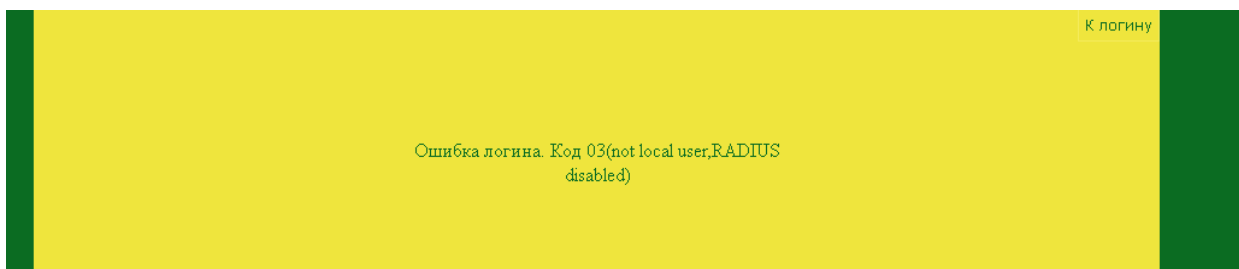 К логину
Ошибка логина. Код 03(not local user,RADIUS
disabled)